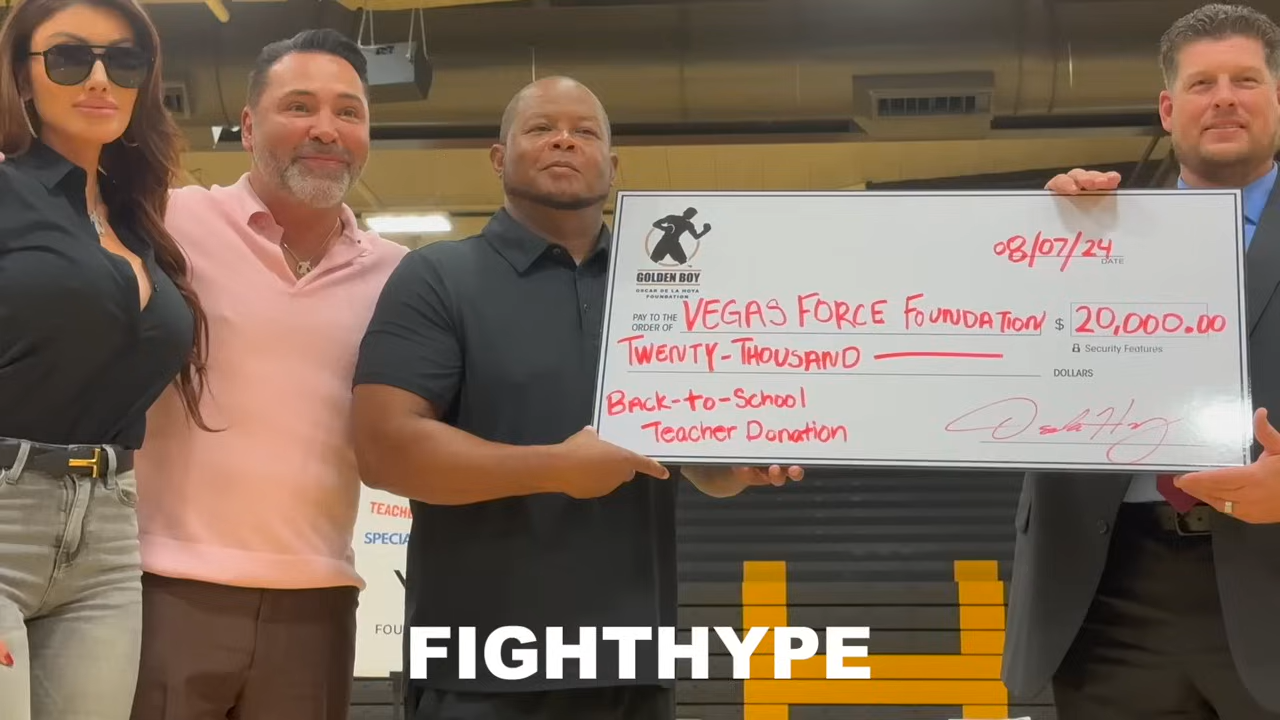 GOLDEN BOY
OSCAR DE LA HOYA
FOUNDATION
08/07/24
DATE
PAY TO THE
ORDER OF
VEGAS FORCE FOUNDATION
$ 20,000.00
Security Features
TWENTY-THOUSAND
DOLLARS
BACK-to-SCHOOL
Teacher Donation
TEACH
SPECIA
FOU
FIGHTHYPE